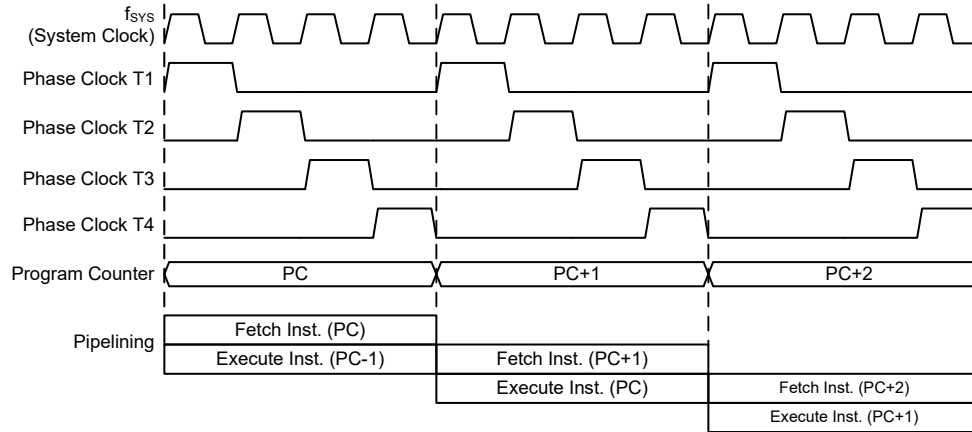 fSYS
(System Clock)
Phase Clock T1
Phase Clock T2
Phase Clock T3
Phase Clock T4
Program Counter PC PC+1 PC+2
Pipelining
Fetch Inst. (PC)
Execute Inst. (PC-1) Fetch Inst. (PC+1)
Execute Inst. (PC) Fetch Inst. (PC+2)
Execute Inst. (PC+1)